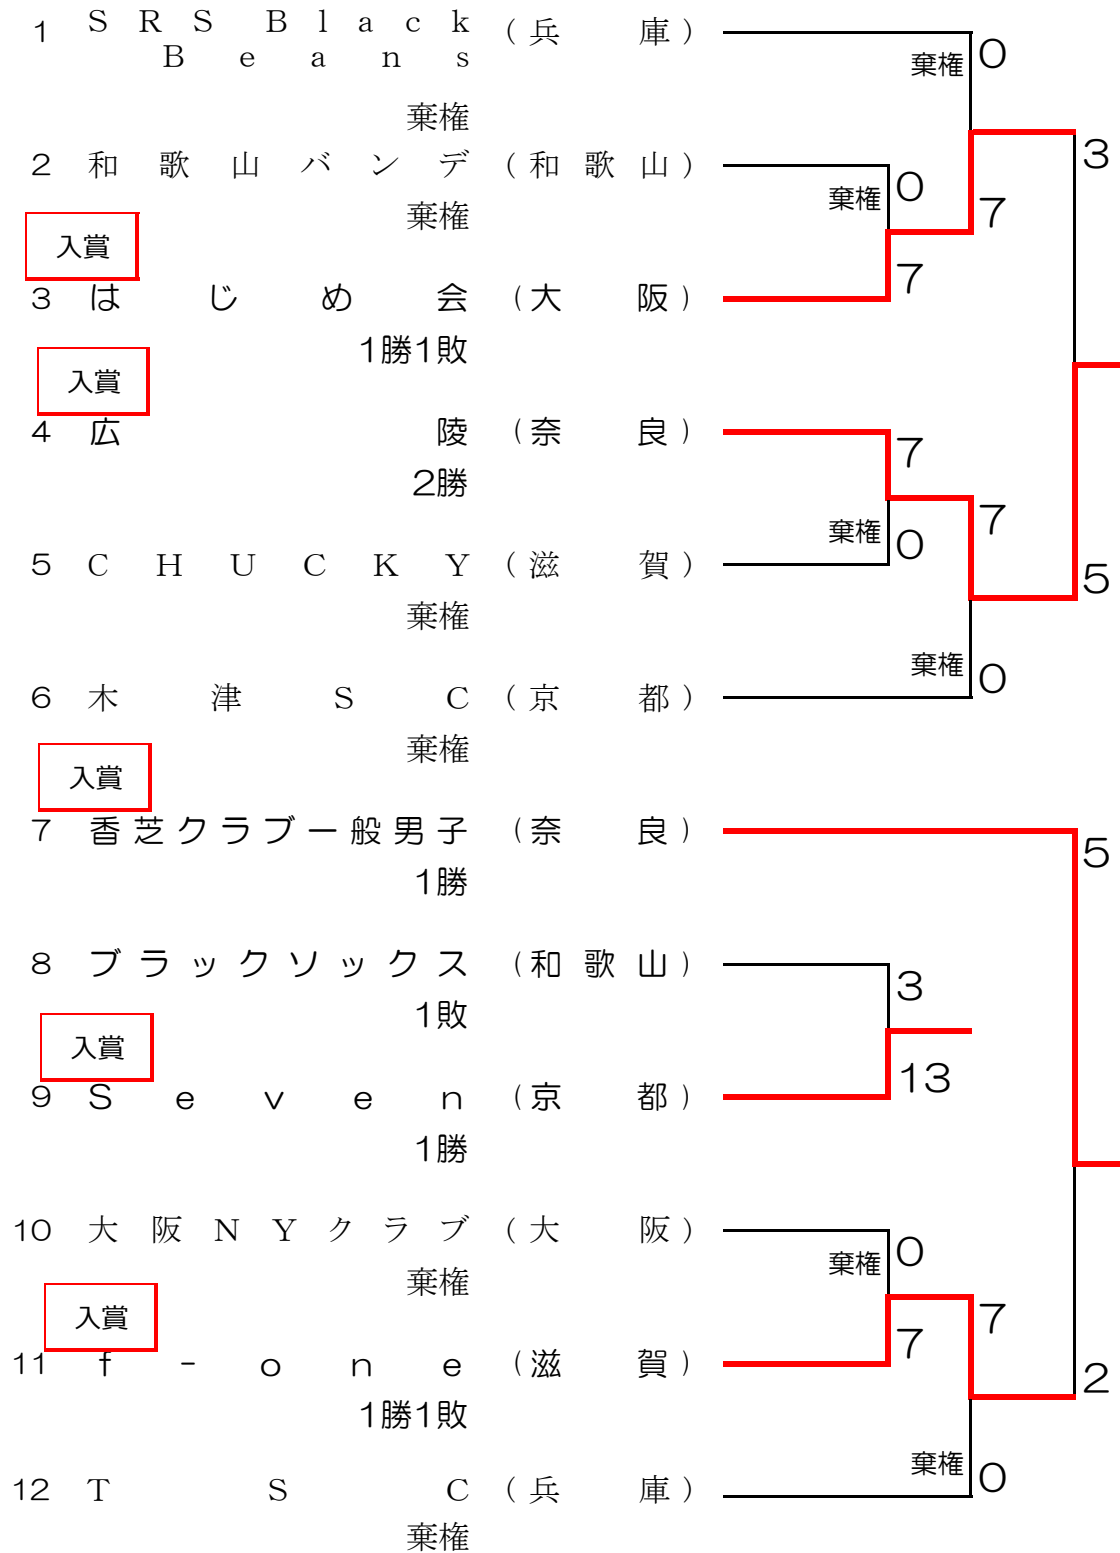 1 SRS Black Beans (兵庫)
棄権 0
棄権
3
2 和歌山バンデ (和歌山)
棄権 0
棄権
7
入賞
7
3 はじめ会 (大阪)
1勝1敗
入賞
4 広陵 (奈良)
7
2勝
7
棄権 0
5 CHUCKY (滋賀)
5
棄権
棄権 0
6 木津SC (京都)
棄権
入賞
7 香芝クラブ一般男子 (奈良)
5
1勝
8 ブラックソックス (和歌山)
3
1敗
入賞
13
9 Seven (京都)
1勝
10 大阪NYクラブ (大阪)
棄権 0
棄権
入賞
7
7
11 f-one (滋賀)
2
1勝1敗
棄権 0
12 TSC (兵庫)
棄権